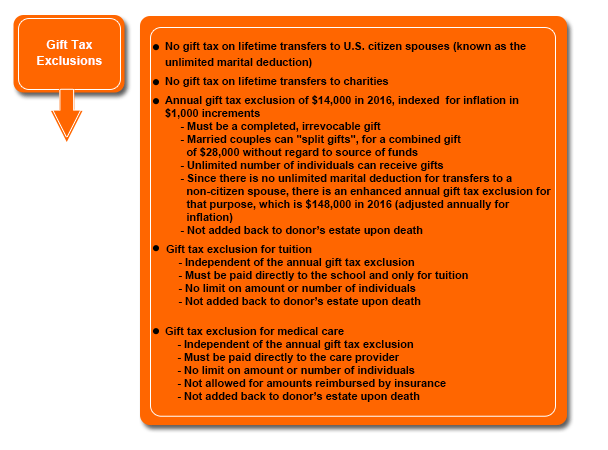 Gift Tax
Exclusions
● No gift tax on lifetime transfers to U.S. citizen spouses (known as the
unlimited marital deduction)
● No gift tax on lifetime transfers to charities
● Annual gift tax exclusion of $14,000 in 2016, indexed for inflation in
$1,000 increments
- Must be a completed, irrevocable gift
- Married couples can "split gifts", for a combined gift
of $28,000 without regard to source of funds
- Unlimited number of individuals can receive gifts
- Since there is no unlimited marital deduction for transfers to a
non-citizen spouse, there is an enhanced annual gift tax exclusion for
that purpose, which is $148,000 in 2016 (adjusted annually for
inflation)
- Not added back to donor's estate upon death
● Gift tax exclusion for tuition
- Independent of the annual gift tax exclusion
- Must be paid directly to the school and only for tuition
- No limit on amount or number of individuals
- Not added back to donor's estate upon death
● Gift tax exclusion for medical care
- Independent of the annual gift tax exclusion
- Must be paid directly to the care provider
- No limit on amount or number of individuals
- Not allowed for amounts reimbursed by insurance
- Not added back to donor's estate upon death